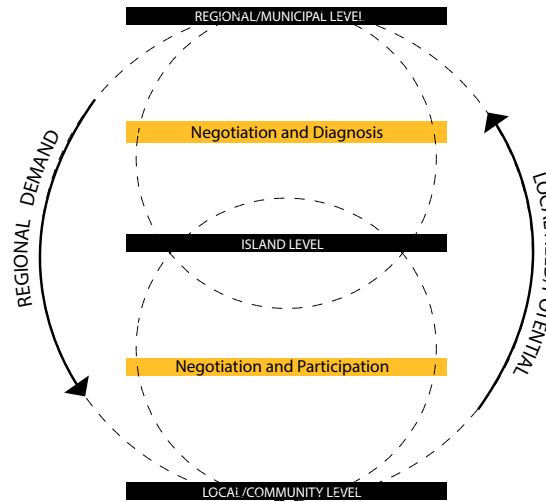 REGIONAL/MUNICIPAL LEVEL
Negotiation and Diagnosis
REGIONAL DEMAND
ISLAND LEVEL
Negotiation and Participation
LOCAL/COMMUNITY LEVEL